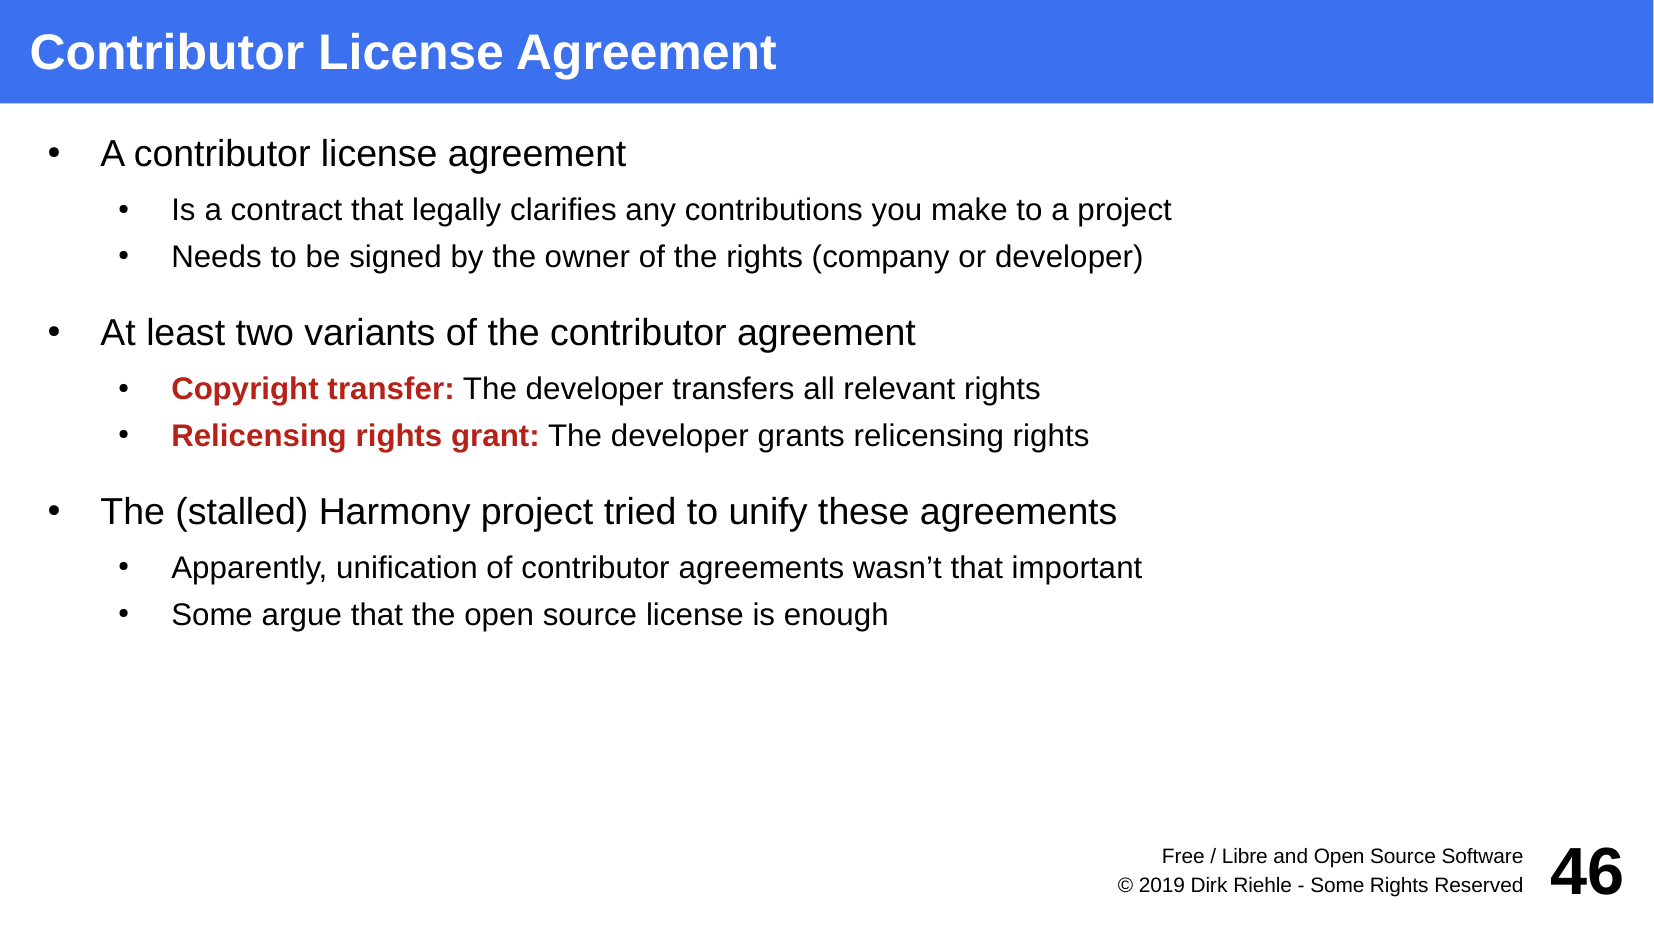 Contributor License Agreement
• A contributor license agreement
• Is a contract that legally clarifies any contributions you make to a project
• Needs to be signed by the owner of the rights (company or developer)
• At least two variants of the contributor agreement
• Copyright transfer: The developer transfers all relevant rights
• Relicensing rights grant: The developer grants relicensing rights
• The (stalled) Harmony project tried to unify these agreements
• Apparently, unification of contributor agreements wasn’t that important
• Some argue that the open source license is enough
Free / Libre and Open Source Software
© 2019 Dirk Riehle - Some Rights Reserved
46